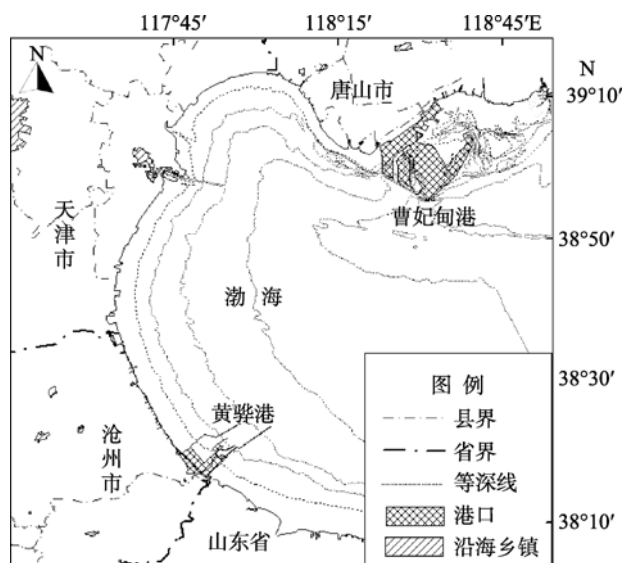 117°45′ 118°15′ 118°45′E
N
N
唐山市
39°10′
天津市
曹妃甸港
38°50′
渤海
38°30′
图例
县界
黄骅港
省界
沧州市
等深线
港口
38°10′
山东省
沿海乡镇